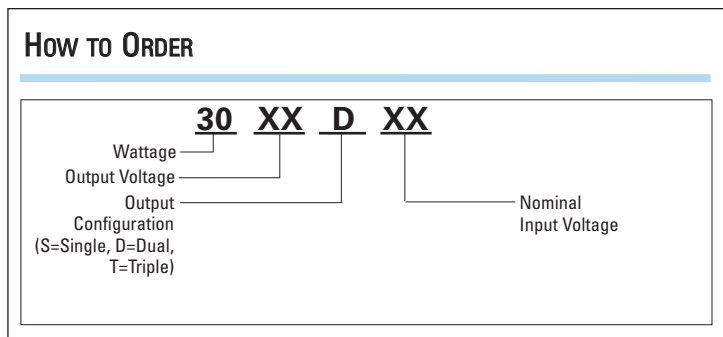 HOW TO ORDER
30 XX D XX
Wattage
Output Voltage
Output
Configuration
(S=Single, D=Dual,
T=Triple)
Nominal
Input Voltage